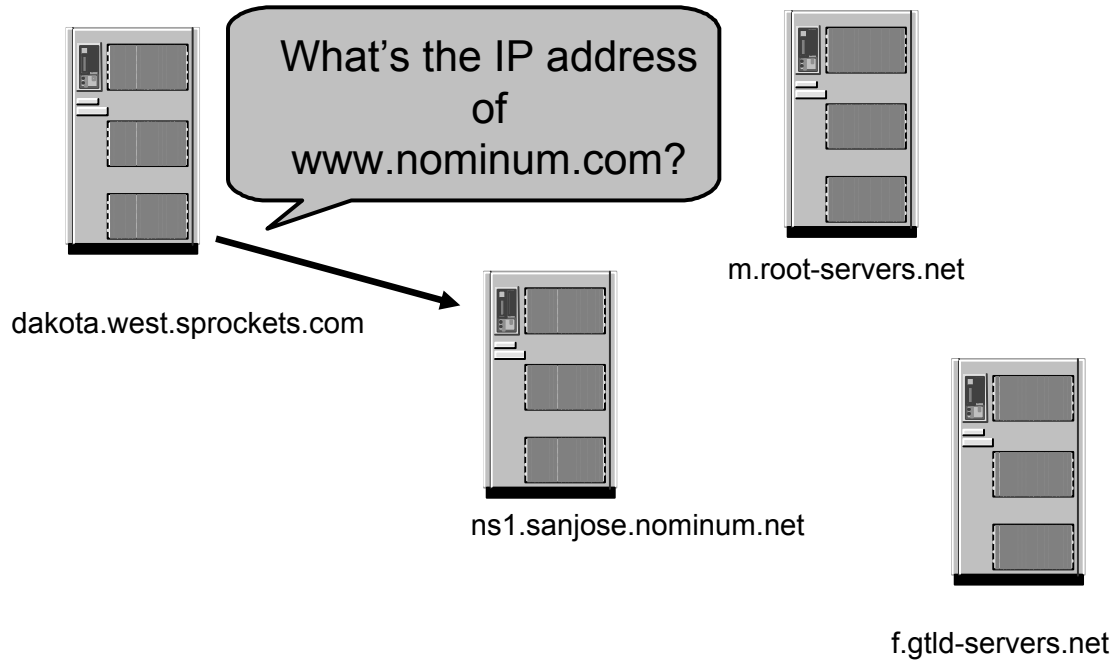 What's the IP address
of
www.nominum.com?
m.root-servers.net
dakota.west.sprockets.com
ns1.sanjose.nominum.net
f.gtld-servers.net